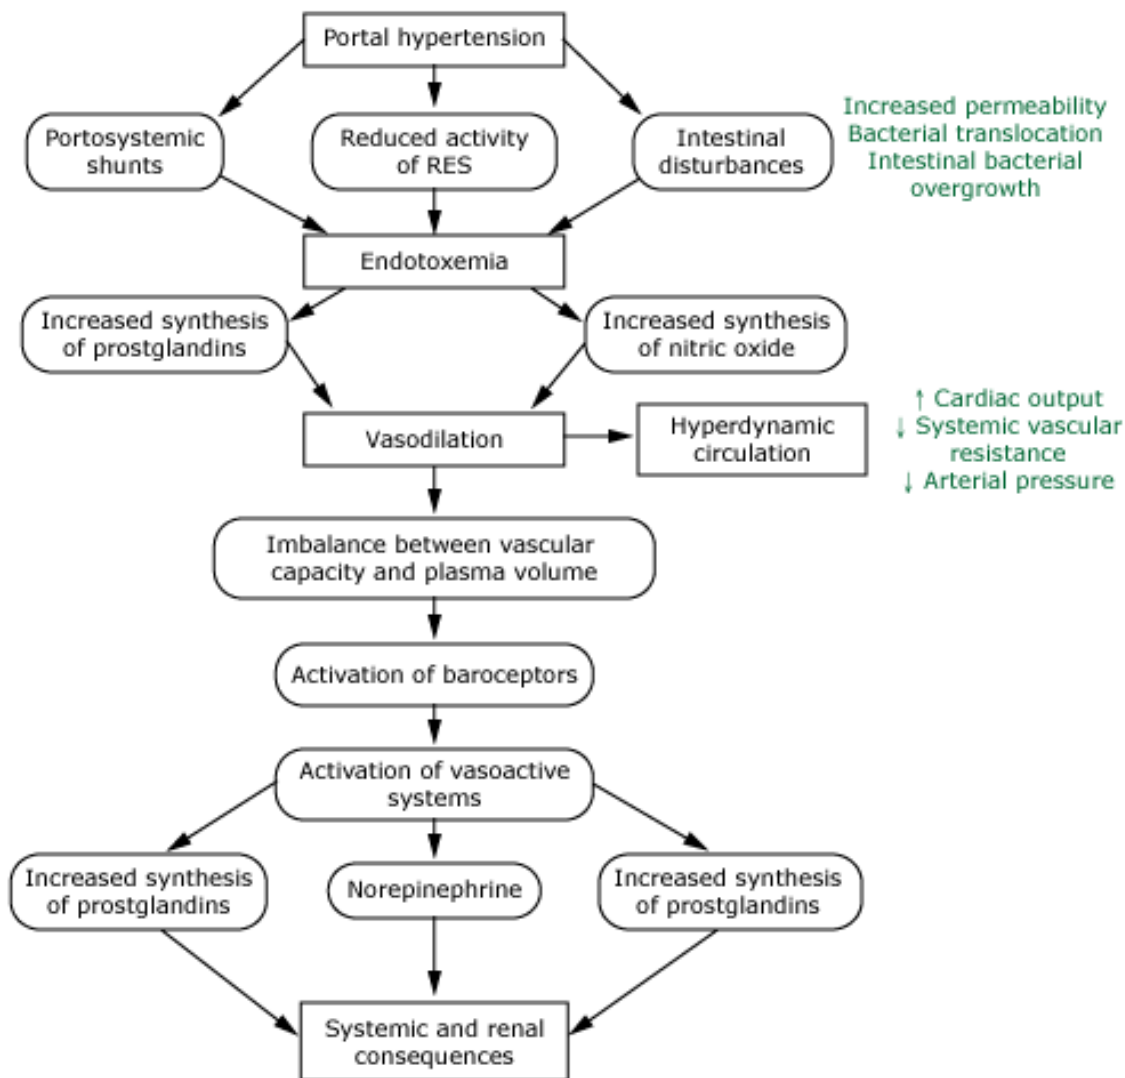 Portal hypertension
Portosystemic
shunts
Reduced activity
of RES
Intestinal
disturbances
Increased permeability
Bacterial translocation
Intestinal bacterial
overgrowth
Endotoxemia
Increased synthesis
of prostglandins
Increased synthesis
of nitric oxide
Vasodilation
Hyperdynamic
circulation
↑ Cardiac output
↓ Systemic vascular
resistance
↓ Arterial pressure
Imbalance between vascular
capacity and plasma volume
Activation of baroceptors
Activation of vasoactive
systems
Increased synthesis
of prostglandins
Norepinephrine
Increased synthesis
of prostglandins
Systemic and renal
consequences